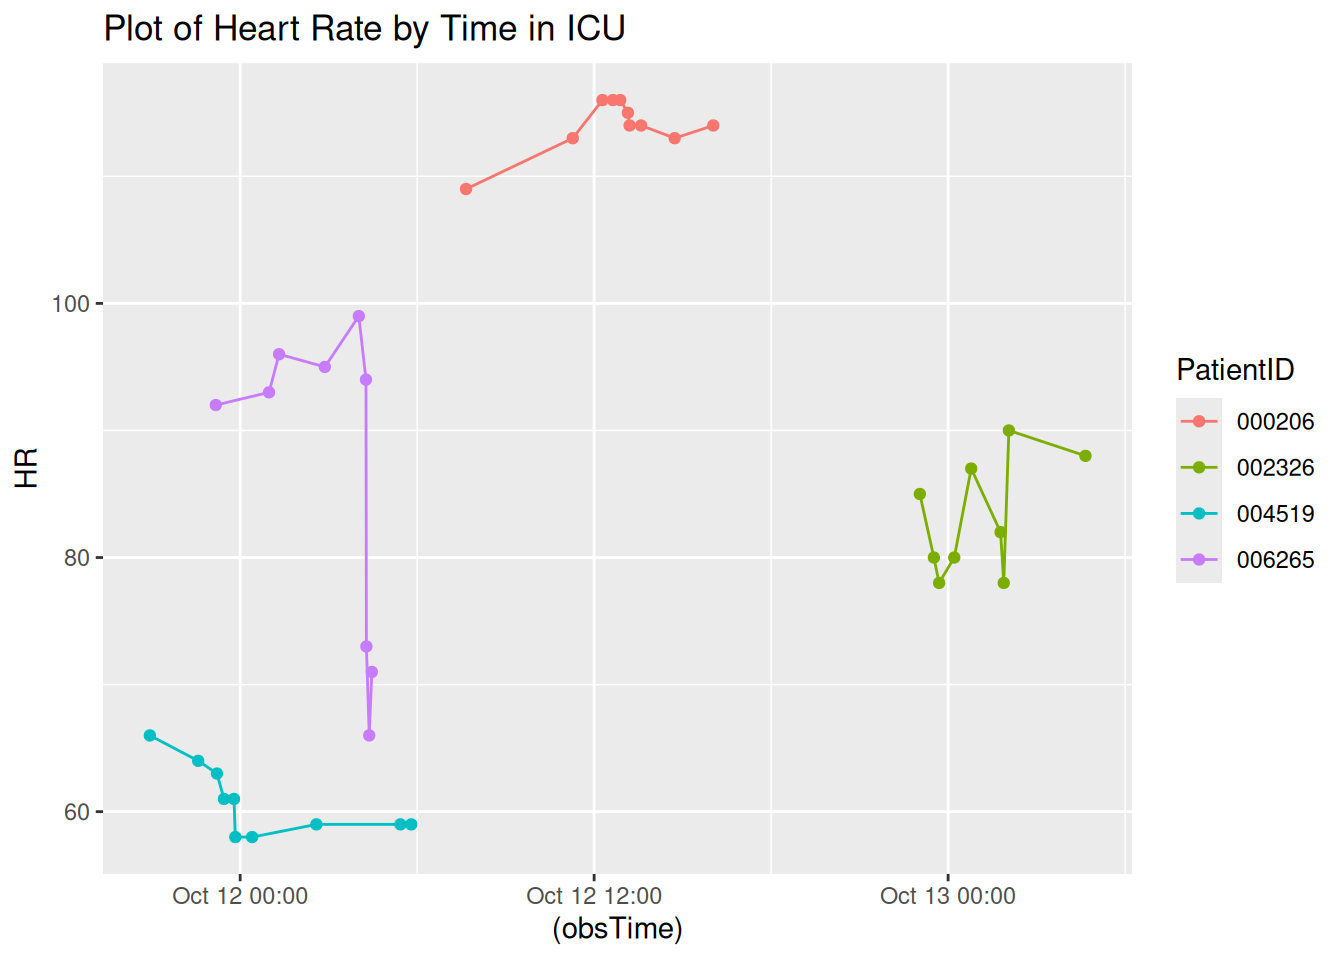 Plot of Heart Rate by Time in ICU
HR
100
80
60
Oct 12 00:00
Oct 12 12:00
Oct 13 00:00
(obsTime)
PatientID
000206
002326
004519
006265